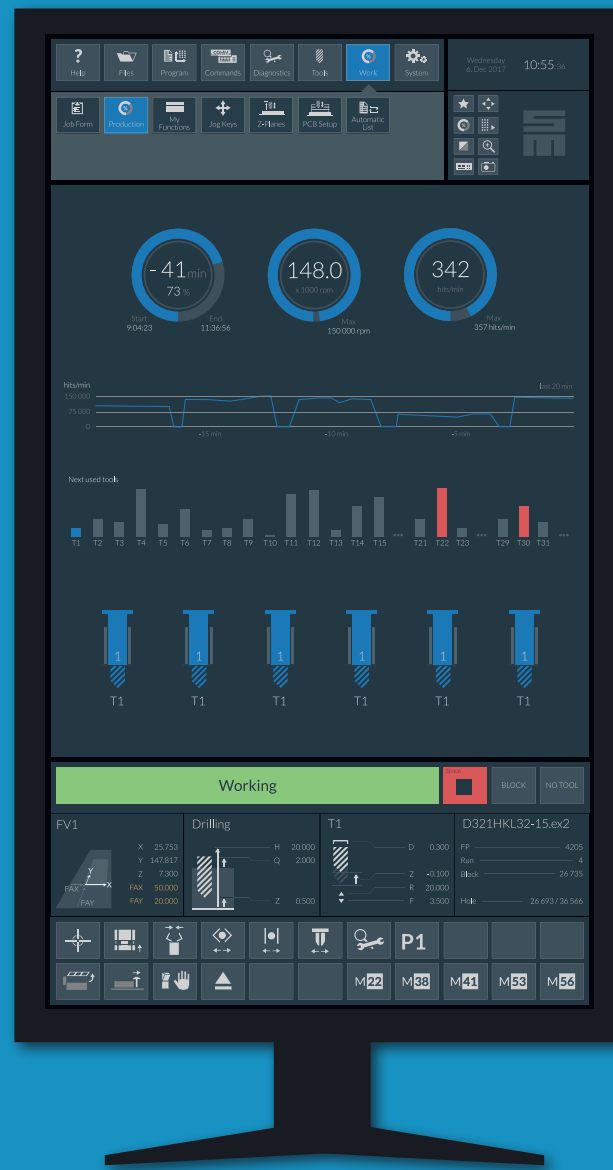 Help Files Program Commands Diagnostics Tools Work System
Wednesday
6. Dec 2017
10:55:36
Job Form Production My Functions Jog Keys Z-Planes PCB Setup Automatic List
SM
- 41 min
73 %
Start
9:04:23
End
11:36:56
148.0
x 1000 rpm
Max
150 000 rpm
342
hits/min
Max
357 hits/min
hits/min
last 20 min
150 000
75 000
0
-15 min -10 min -5 min
Next used tools
T1 T2 T3 T4 T5 T6 T7 T8 T9 T10 T11 T12 T13 T14 T15 ... T21 T22 T23 ... T29 T30 T31 ...
1 1 1 1 1 1
T1 T1 T1 T1 T1 T1
Working
BLOCK
NO TOOL
FV1
X 25.753
Y 147.817
Z 7.300
FAX 50.000
FAY 20.000
Y
X
FAX
FAY
Drilling
H 20.000
Q 2.000
Z 0.500
T1
D 0.300
Z -0.100
R 20.000
F 3.500
D321HKL32-15.ex2
FP 4205
Run 4
Block 26 735
Hole 26 693 / 36 566
P1
M22 M38 M41 M53 M56